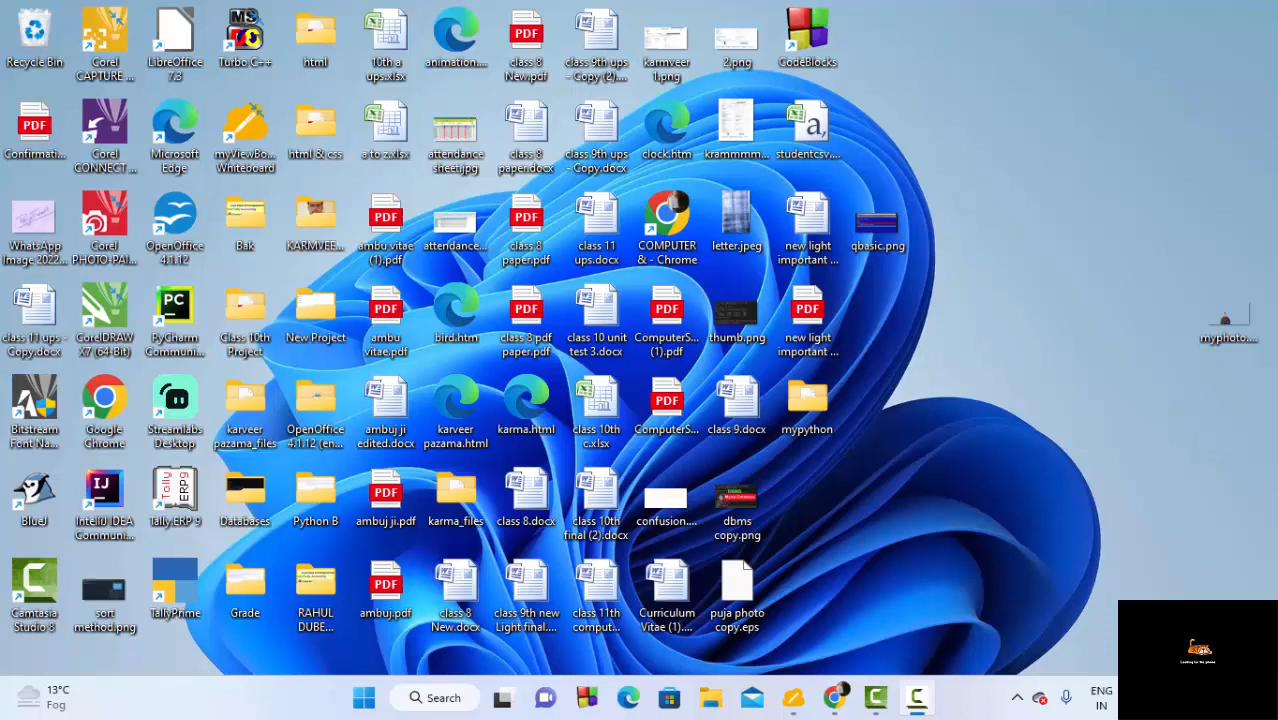 Recycle Bin
Corel CAPTURE ...
LibreOffice 7.3
Turbo C++
html
10th a ups.xlsx
animation....
class 8 New.pdf
class 9th ups - Copy (2)....
karmveer 1.png
2.png
CodeBlocks
Confirmati...
Corel CONNECT ...
Microsoft Edge
myViewBo... Whiteboard
html & css
a to z.xlsx
attendance sheet.jpg
class 8 paper.docx
class 9th ups - Copy.docx
clock.htm
krammmm...
studentcsv....
WhatsApp Image 2022...
Corel PHOTO-PAI...
OpenOffice 4.1.12
Bak
KARMVEE...
ambu vitae (1).pdf
attendance...
class 8 paper.pdf
class 11 ups.docx
COMPUTER & - Chrome
letter.jpeg
new light important ...
qbasic.png
class 11 ups - Copy.docx
CorelDRAW X7 (64-Bit)
PyCharm Communi...
Class 10th Project
New Project
ambu vitae.pdf
bird.htm
class 8 pdf paper.pdf
class 10 unit test 3.docx
ComputerS... (1).pdf
thumb.png
new light important ...
myphoto....
Bitstream Font Na...
Google Chrome
Streamlabs Desktop
karveer pazama_files
OpenOffice 4.1.12 (en...
ambuj ji edited.docx
karveer pazama.html
karma.html
class 10th c.xlsx
ComputerS...
class 9.docx
mypython
BlueJ
IntelliJ IDEA Communi...
Tally.ERP 9
Databases
Python B
ambuj ji.pdf
karma_files
class 8.docx
class 10th final (2).docx
confusion....
dbms copy.png
Camtasia Studio 8
sort method.png
TallyPrime
Grade
RAHUL DUBE...
ambuj.pdf
class 8 New.docx
class 9th new Light final....
class 11th comput...
Curriculum Vitae (1)....
puja photo copy.eps
Looking for the phone
13°C
Fog
Search
ENG
IN